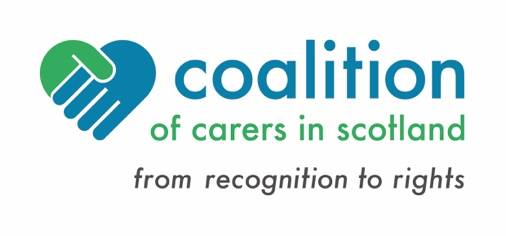 coalition
of carers in scotland
from recognition to rights